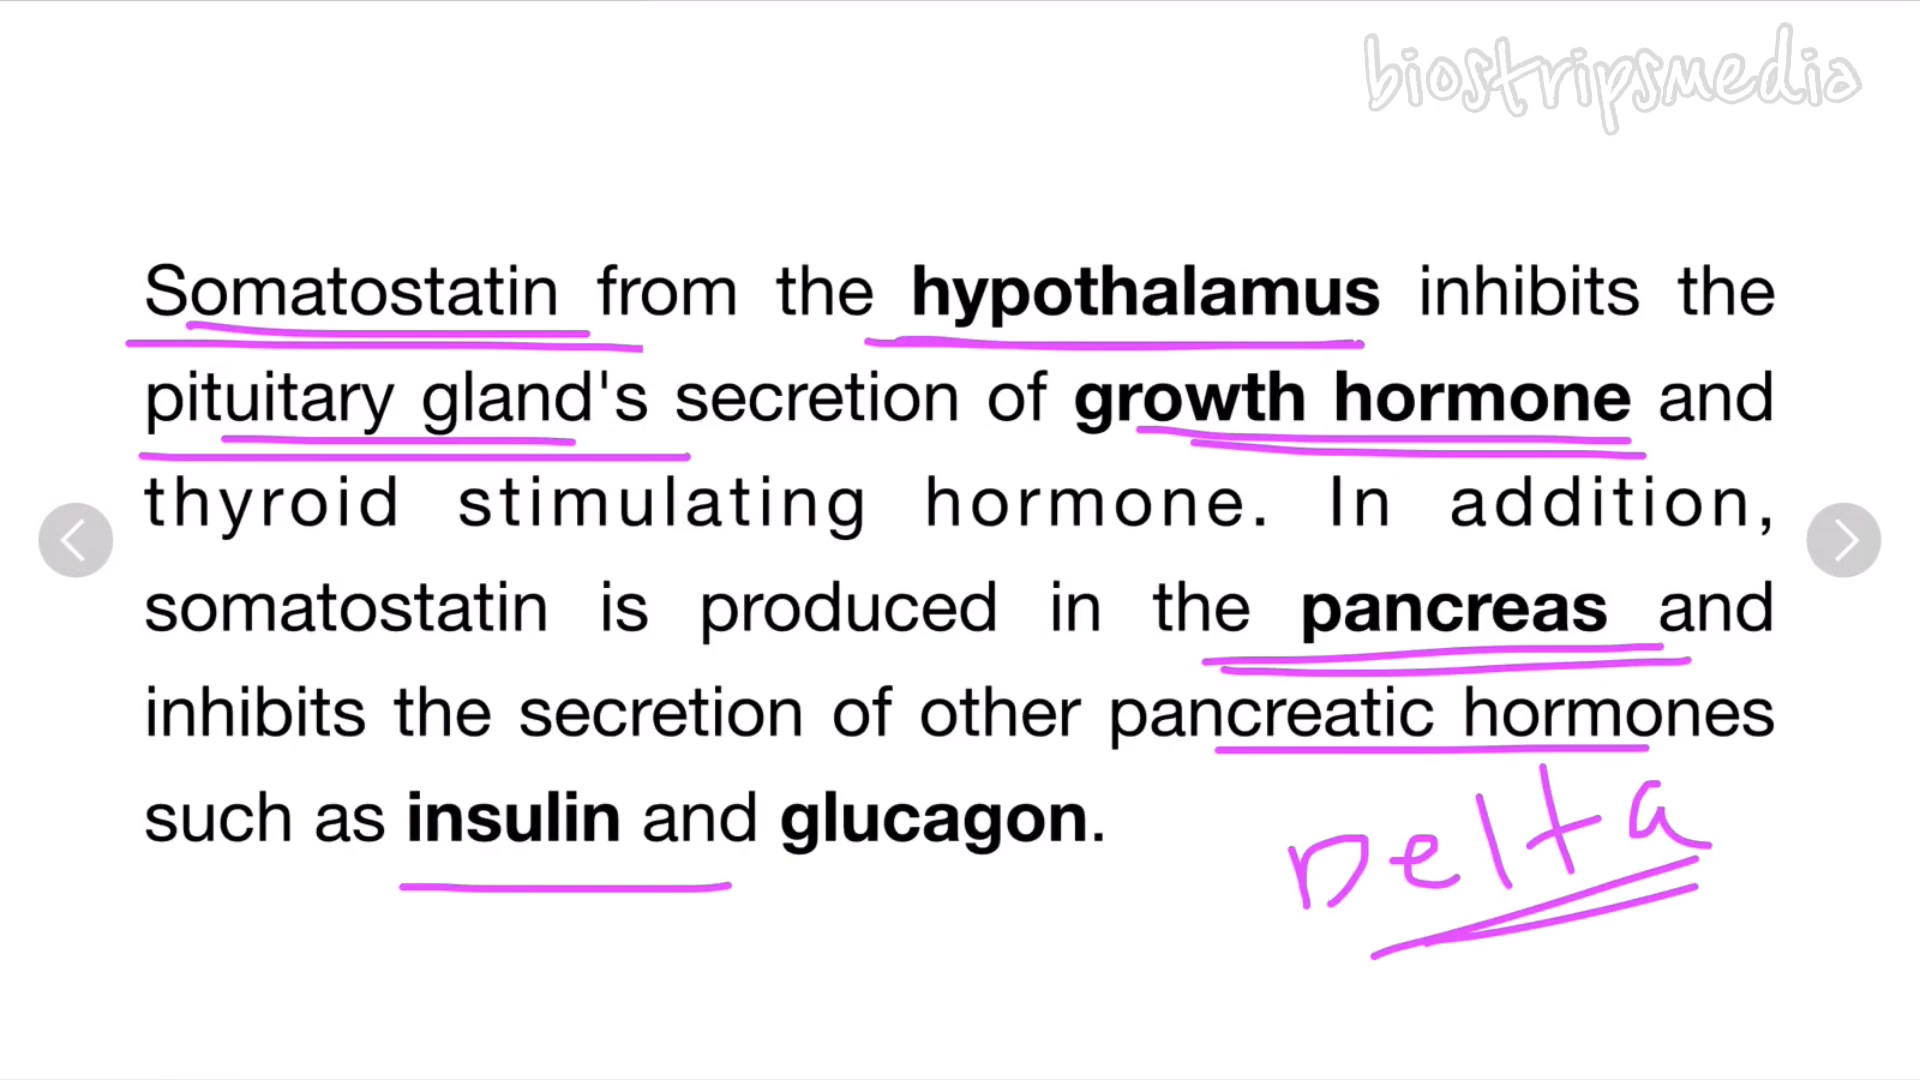 biostripsmedia
Somatostatin from the hypothalamus inhibits the
pituitary gland's secretion of growth hormone and
thyroid stimulating hormone. In addition,
somatostatin is produced in the pancreas and
inhibits the secretion of other pancreatic hormones
such as insulin and glucagon.
Delta